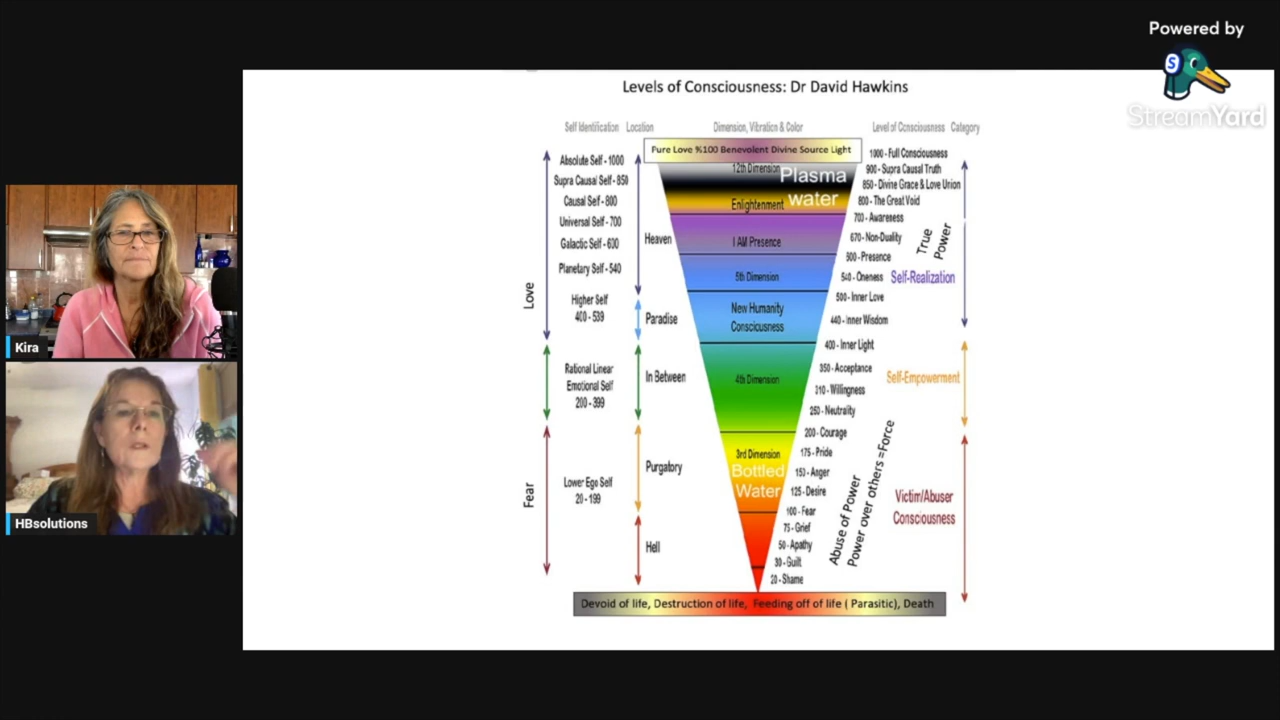 Powered by
S
StreamYard
Levels of Consciousness: Dr David Hawkins
Self Identification Location Dimension, Vibration & Color Level of Consciousness Category
Pure Love %100 Benevolent Divine Source Light
Absolute Self - 1000
Supra Causal Self - 850
Causal Self - 800
Universal Self - 700
Galactic Self - 600
Planetary Self - 540
Higher Self
400 - 539
Rational Linear
Emotional Self
200 - 399
Lower Ego Self
20 - 199
Love
Fear
Heaven
Paradise
In Between
Purgatory
Hell
12th Dimension
Plasma
water
Enlightenment
I AM Presence
5th Dimension
New Humanity
Consciousness
4th Dimension
3rd Dimension
Bottled
Water
1000 - Full Consciousness
900 - Supra Causal Truth
850 - Divine Grace & Love Union
800 - The Great Void
700 - Awareness
670 - Non-Duality
600 - Presence
540 - Oneness
500 - Inner Love
440 - Inner Wisdom
400 - Inner Light
350 - Acceptance
310 - Willingness
250 - Neutrality
200 - Courage
175 - Pride
150 - Anger
125 - Desire
100 - Fear
75 - Grief
50 - Apathy
30 - Guilt
20 - Shame
True
Power
Self-Realization
Self-Empowerment
Abuse of Power
Power over others =Force
Victim/Abuser
Consciousness
Devoid of life, Destruction of life, Feeding off of life ( Parasitic), Death
Kira
HBsolutions